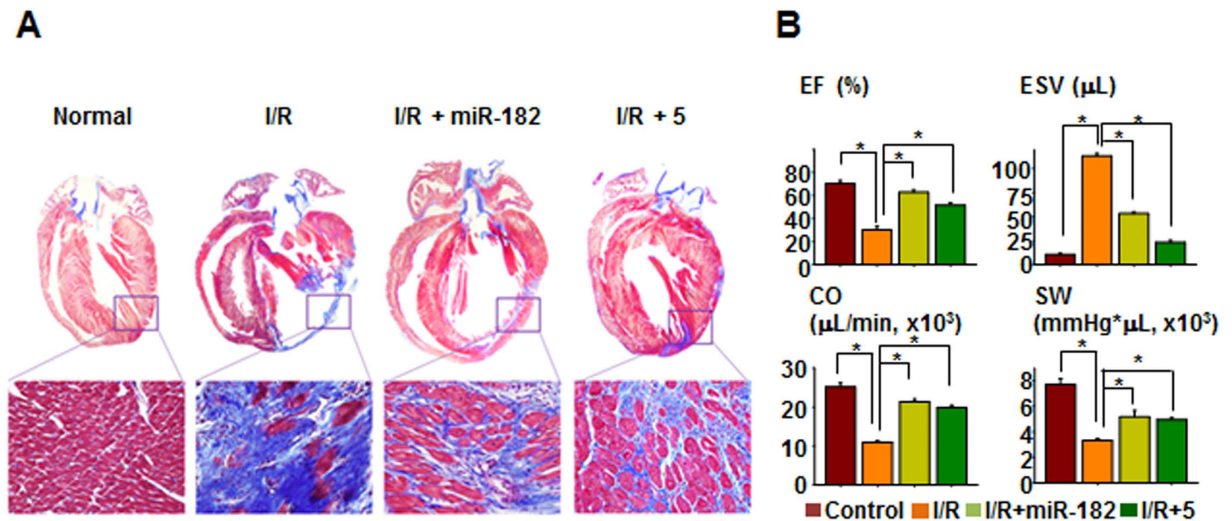 A
Normal I/R I/R + miR-182 I/R + 5
B
EF (%)
80
60
40
20
0
* * *
ESV (μL)
100
75
50
25
0
* * *
CO
(μL/min, x10³)
30
20
10
0
* * *
SW
(mmHg*μL, x10³)
8
6
4
2
0
* * *
Control I/R I/R+miR-182 I/R+5